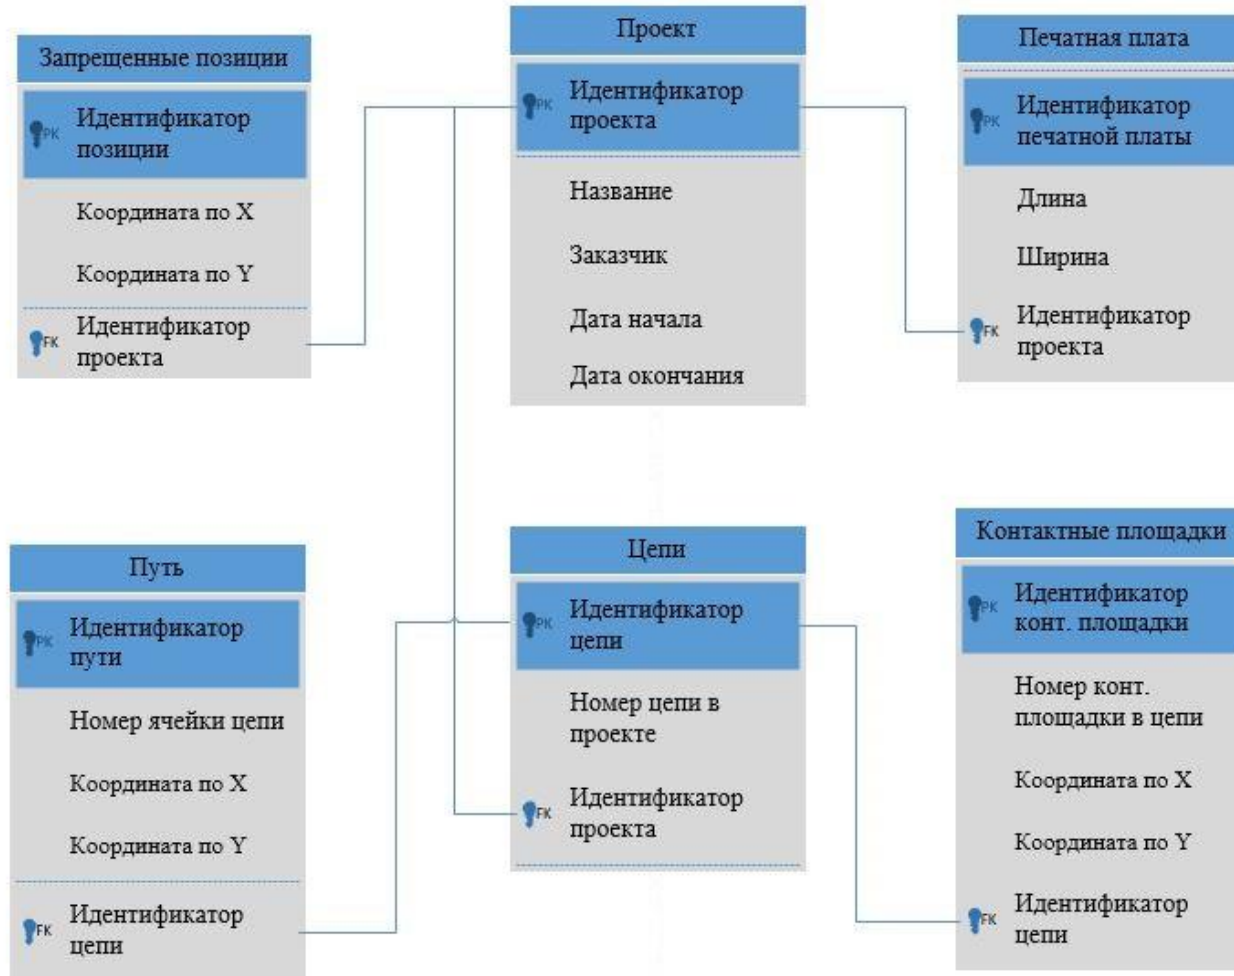 Запрещенные позиции
PK
Идентификатор
позиции
Координата по X
Координата по Y
FK
Идентификатор
проекта
Проект
PK
Идентификатор
проекта
Название
Заказчик
Дата начала
Дата окончания
Печатная плата
PK
Идентификатор
печатной платы
Длина
Ширина
FK
Идентификатор
проекта
Путь
PK
Идентификатор
пути
Номер ячейки цепи
Координата по X
Координата по Y
FK
Идентификатор
цепи
Цепи
PK
Идентификатор
цепи
Номер цепи в
проекте
FK
Идентификатор
проекта
Контактные площадки
PK
Идентификатор
конт. площадки
Номер конт.
площадки в цепи
Координата по X
Координата по Y
FK
Идентификатор
цепи